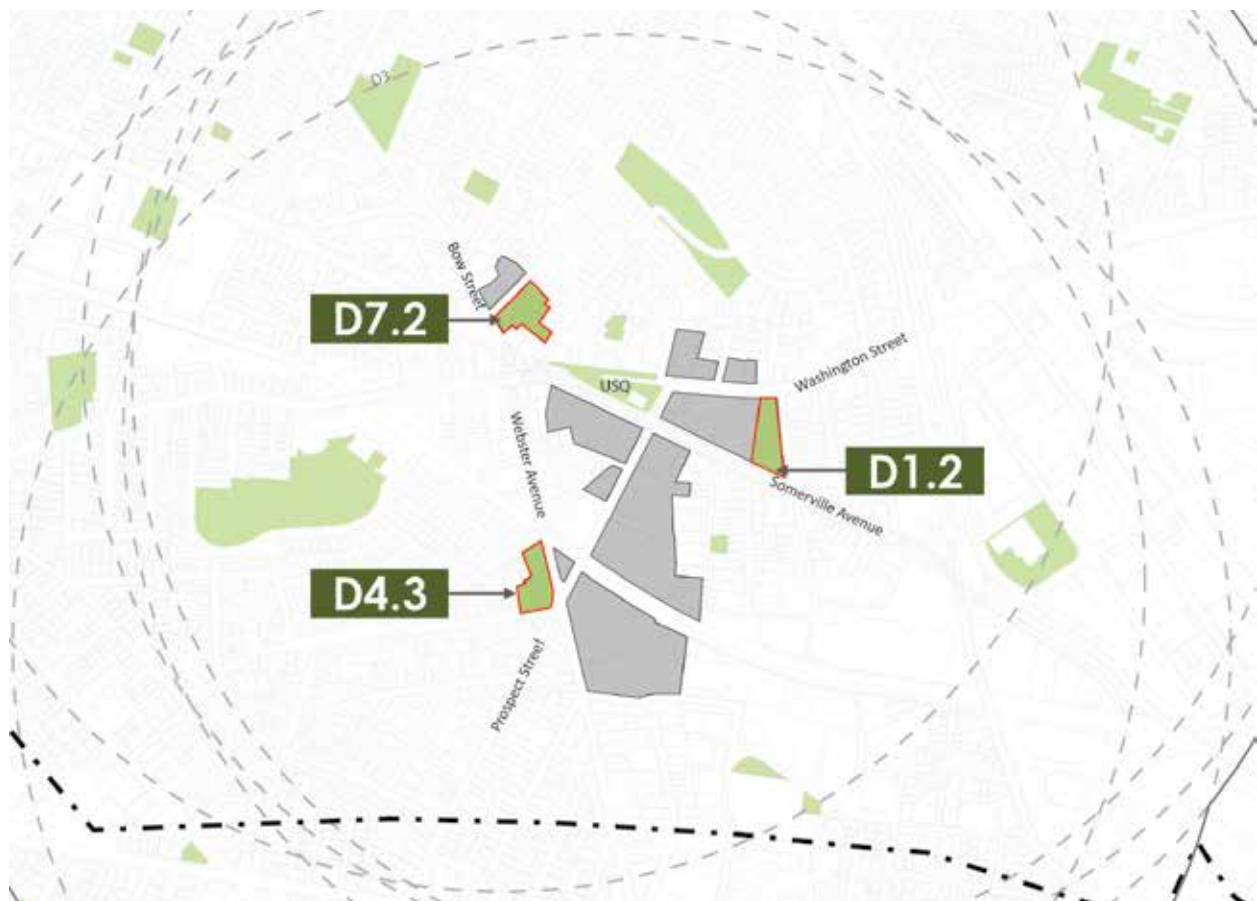 D3
Bow Street
D7.2
USQ
Washington Street
Webster Avenue
D1.2
Somerville Avenue
D4.3
Prospect Street